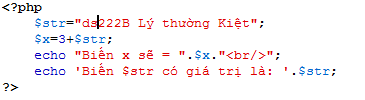 <?php
$str="ds222B Lý thường Kiệt";
$x=3+$str;
echo "Biến x sẽ = ".$x."<br/>";
echo 'Biến $str có giá trị là: '.$str;
?>